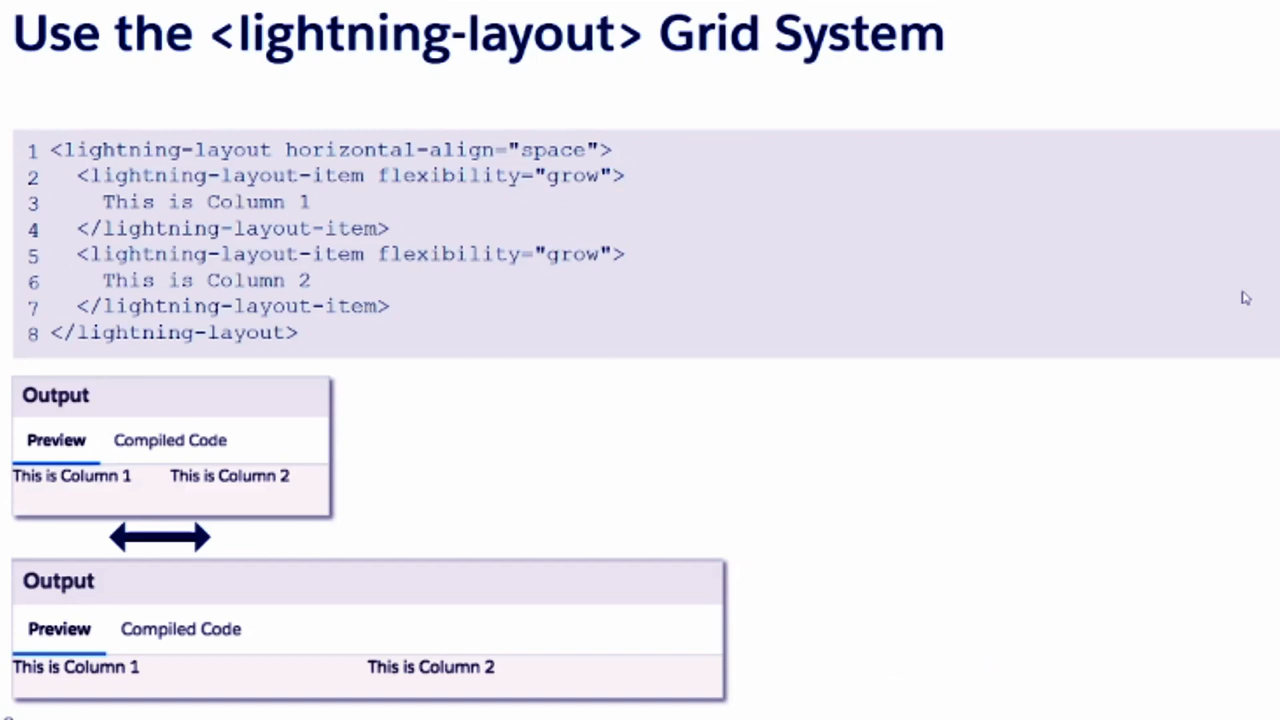 Use the <lightning-layout> Grid System
1 <lightning-layout horizontal-align="space">
2 <lightning-layout-item flexibility="grow">
3 This is Column 1
4 </lightning-layout-item>
5 <lightning-layout-item flexibility="grow">
6 This is Column 2
7 </lightning-layout-item>
8 </lightning-layout>
Output
Preview Compiled Code
This is Column 1 This is Column 2
Output
Preview Compiled Code
This is Column 1 This is Column 2